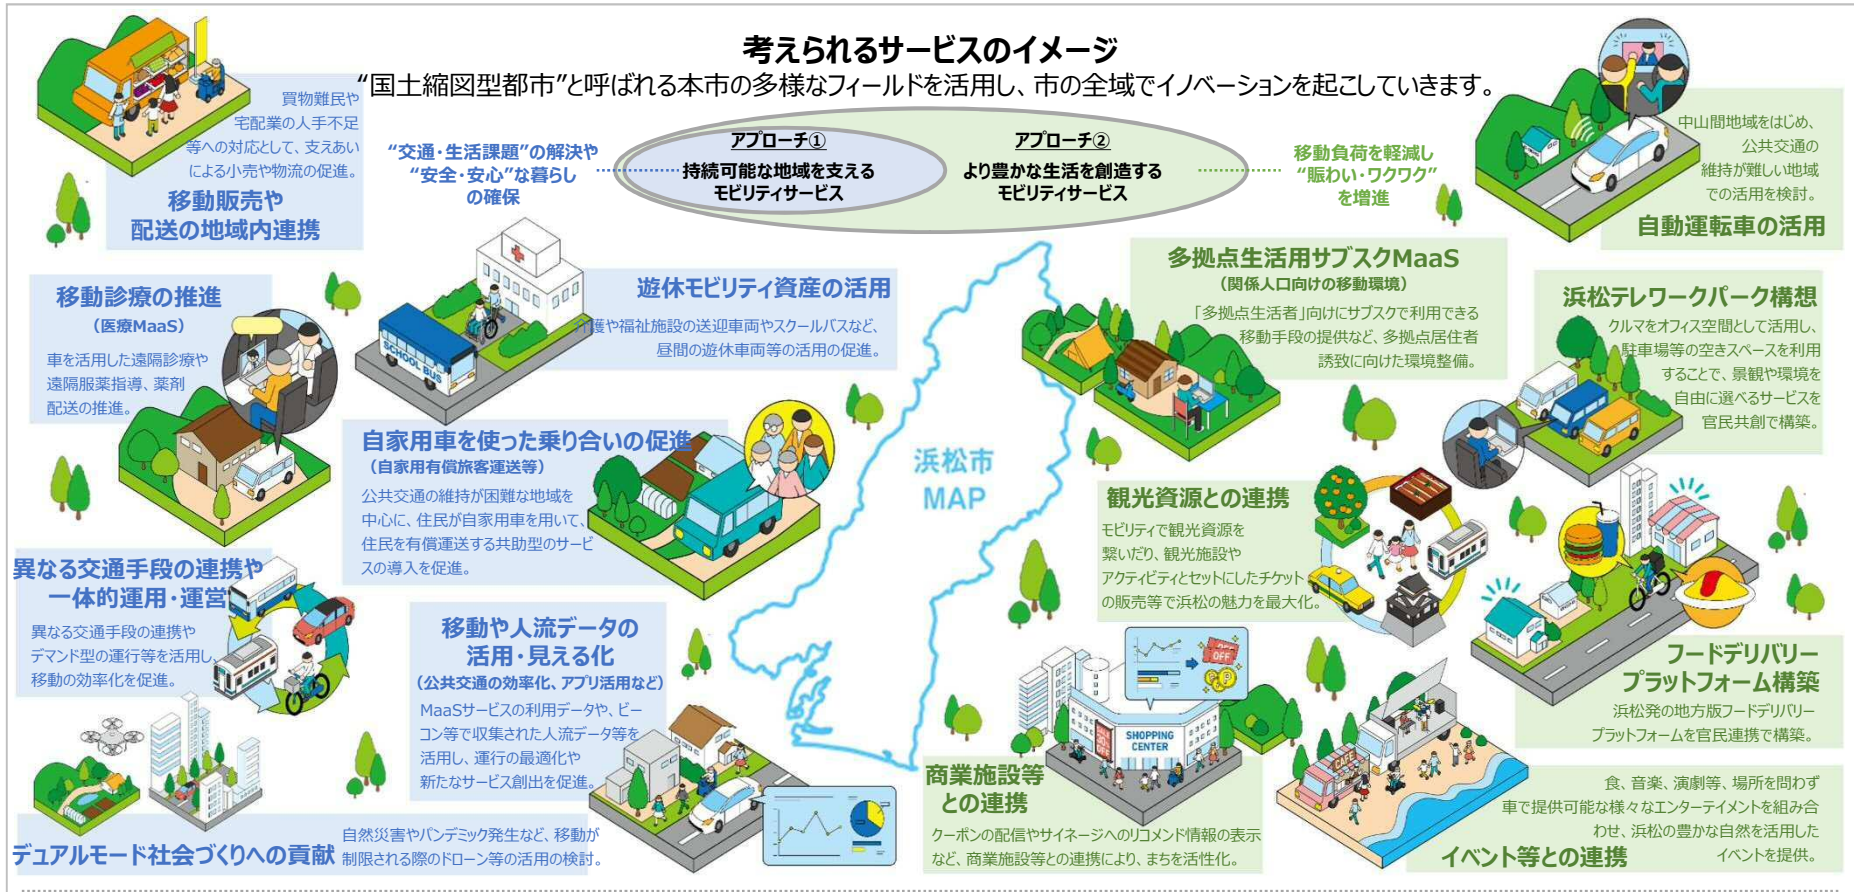 考えられるサービスのイメージ
“国土縮図型都市”と呼ばれる本市の多様なフィールドを活用し、市の全域でイノベーションを起こしていきます。
“交通・生活課題”の解決や
“安全・安心”な暮らし
の確保
アプローチ①
持続可能な地域を支える
モビリティサービス
アプローチ②
より豊かな生活を創造する
モビリティサービス
移動負荷を軽減し
“賑わい・ワクワク”
を増進
買物難民や
宅配業の人手不足
等への対応として、支えあい
による小売や物流の促進。
移動販売や
配送の地域内連携
移動診療の推進
（医療MaaS）
車を活用した遠隔診療や
遠隔服薬指導、薬剤
配送の推進。
SCHOOL BUS
遊休モビリティ資産の活用
介護や福祉施設の送迎車両やスクールバスなど、
昼間の遊休車両等の活用の促進。
自家用車を使った乗り合いの促進
（自家用有償旅客運送等）
公共交通の維持が困難な地域を
中心に、住民が自家用車を用いて、
住民を有償運送する共助型のサービ
スの導入を促進。
異なる交通手段の連携や
一体的運用・運営
異なる交通手段の連携や
デマンド型の運行等を活用し、
移動の効率化を促進。
移動や人流データの
活用・見える化
（公共交通の効率化、アプリ活用など）
MaaSサービスの利用データや、ビー
コン等で収集された人流データ等を
活用し、運行の最適化や
新たなサービス創出を促進。
デュアルモード社会づくりへの貢献
自然災害やパンデミック発生など、移動が
制限される際のドローン等の活用の検討。
浜松市
MAP
中山間地域をはじめ、
公共交通の
維持が難しい地域
での活用を検討。
自動運転車の活用
多拠点生活用サブスクMaaS
（関係人口向けの移動環境）
「多拠点生活者」向けにサブスクで利用できる
移動手段の提供など、多拠点居住者
誘致に向けた環境整備。
浜松テレワークパーク構想
クルマをオフィス空間として活用し、
駐車場等の空きスペースを利用
することで、景観や環境を
自由に選べるサービスを
官民共創で構築。
観光資源との連携
モビリティで観光資源を
繋いだり、観光施設や
アクティビティとセットにしたチケット
の販売等で浜松の魅力を最大化。
フードデリバリー
プラットフォーム構築
浜松発の地方版フードデリバリー
プラットフォームを官民連携で構築。
OFF
SALE
30%
OFF
SHOPPING
CENTER
商業施設等
との連携
クーポンの配信やサイネージへのリコメンド情報の表示
など、商業施設等との連携により、まちを活性化。
CAFE
食、音楽、演劇等、場所を問わず
車で提供可能な様々なエンターテイメントを組み合
わせ、浜松の豊かな自然を活用した
イベントを提供。
イベント等との連携